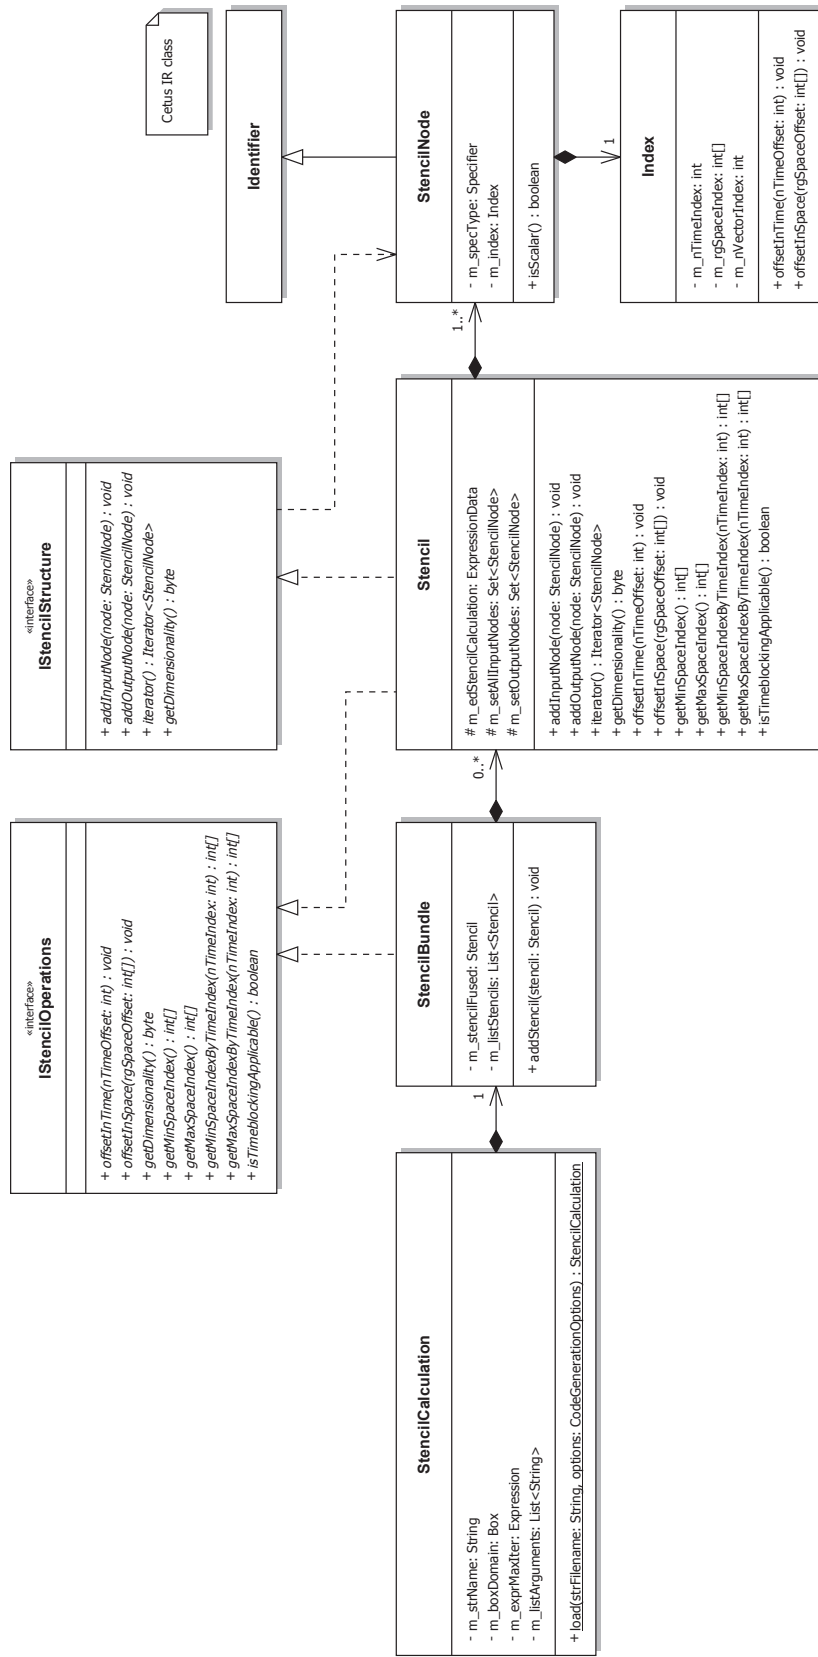 «interface»
IStencilOperations
+ offsetInTime(nTimeOffset: int) : void
+ offsetInSpace(rgSpaceOffset: int[]) : void
+ getDimensionality() : byte
+ getMinSpaceIndex() : int[]
+ getMaxSpaceIndex() : int[]
+ getMinSpaceIndexByTimeIndex(nTimeIndex: int) : int[]
+ getMaxSpaceIndexByTimeIndex(nTimeIndex: int) : int[]
+ isTimeblockingApplicable() : boolean
«interface»
IStencilStructure
+ addInputNode(node: StencilNode) : void
+ addOutputNode(node: StencilNode) : void
+ iterator() : Iterator<StencilNode>
+ getDimensionality() : byte
Cetus IR class
Identifier
StencilCalculation
- m_strName: String
- m_boxDomain: Box
- m_exprMaxIter: Expression
- m_listArguments: List<String>
+ load(strFilename: String, options: CodeGenerationOptions) : StencilCalculation
1
StencilBundle
- m_stencilFused: Stencil
- m_listStencils: List<Stencil>
+ addStencil(stencil: Stencil) : void
0..*
Stencil
# m_edStencilCalculation: ExpressionData
# m_setAllInputNodes: Set<StencilNode>
# m_setOutputNodes: Set<StencilNode>
+ addInputNode(node: StencilNode) : void
+ addOutputNode(node: StencilNode) : void
+ iterator() : Iterator<StencilNode>
+ getDimensionality() : byte
+ offsetInTime(nTimeOffset: int) : void
+ offsetInSpace(rgSpaceOffset: int[]) : void
+ getMinSpaceIndex() : int[]
+ getMaxSpaceIndex() : int[]
+ getMinSpaceIndexByTimeIndex(nTimeIndex: int) : int[]
+ getMaxSpaceIndexByTimeIndex(nTimeIndex: int) : int[]
+ isTimeblockingApplicable() : boolean
1..*
StencilNode
- m_specType: Specifier
- m_index: Index
+ isScalar() : boolean
1
Index
- m_nTimeIndex: int
- m_rgSpaceIndex: int[]
- m_nVectorIndex: int
+ offsetInTime(nTimeOffset: int) : void
+ offsetInSpace(rgSpaceOffset: int[]) : void